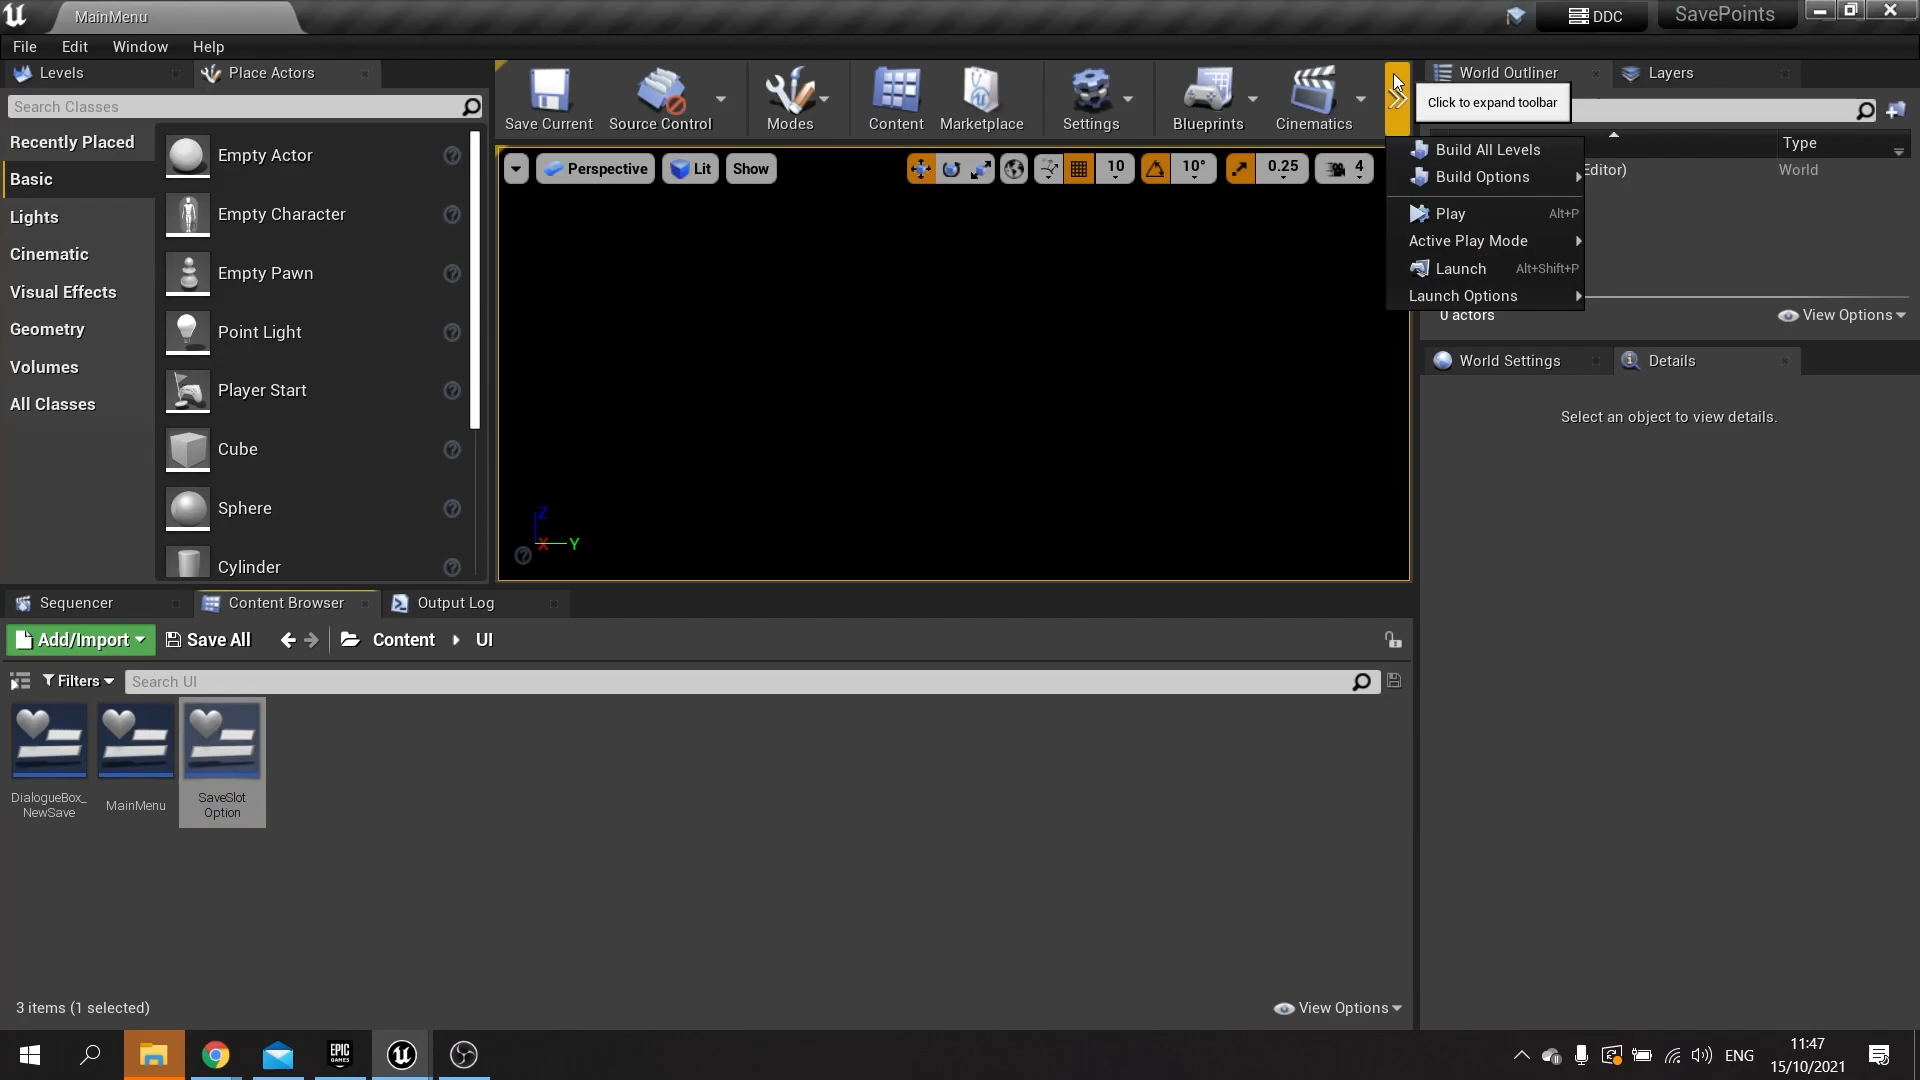 MainMenu
DDC
SavePoints
File Edit Window Help
Levels
Place Actors
Search Classes
Recently Placed
Basic
Lights
Cinematic
Visual Effects
Geometry
Volumes
All Classes
Empty Actor
Empty Character
Empty Pawn
Point Light
Player Start
Cube
Sphere
Cylinder
Save Current
Source Control
Modes
Content
Marketplace
Settings
Blueprints
Cinematics
Click to expand toolbar
Perspective
Lit
Show
10
10°
0.25
4
Z
X
Y
Build All Levels
Build Options
Play Alt+P
Active Play Mode
Launch Alt+Shift+P
Launch Options
World Outliner
Layers
Type
Editor)
World
0 actors
View Options
World Settings
Details
Select an object to view details.
Sequencer
Content Browser
Output Log
Add/Import
Save All
Content
UI
Filters
Search UI
DialogueBox_
NewSave
MainMenu
SaveSlot
Option
3 items (1 selected)
View Options
EPIC
GAMES
ENG
11:47
15/10/2021